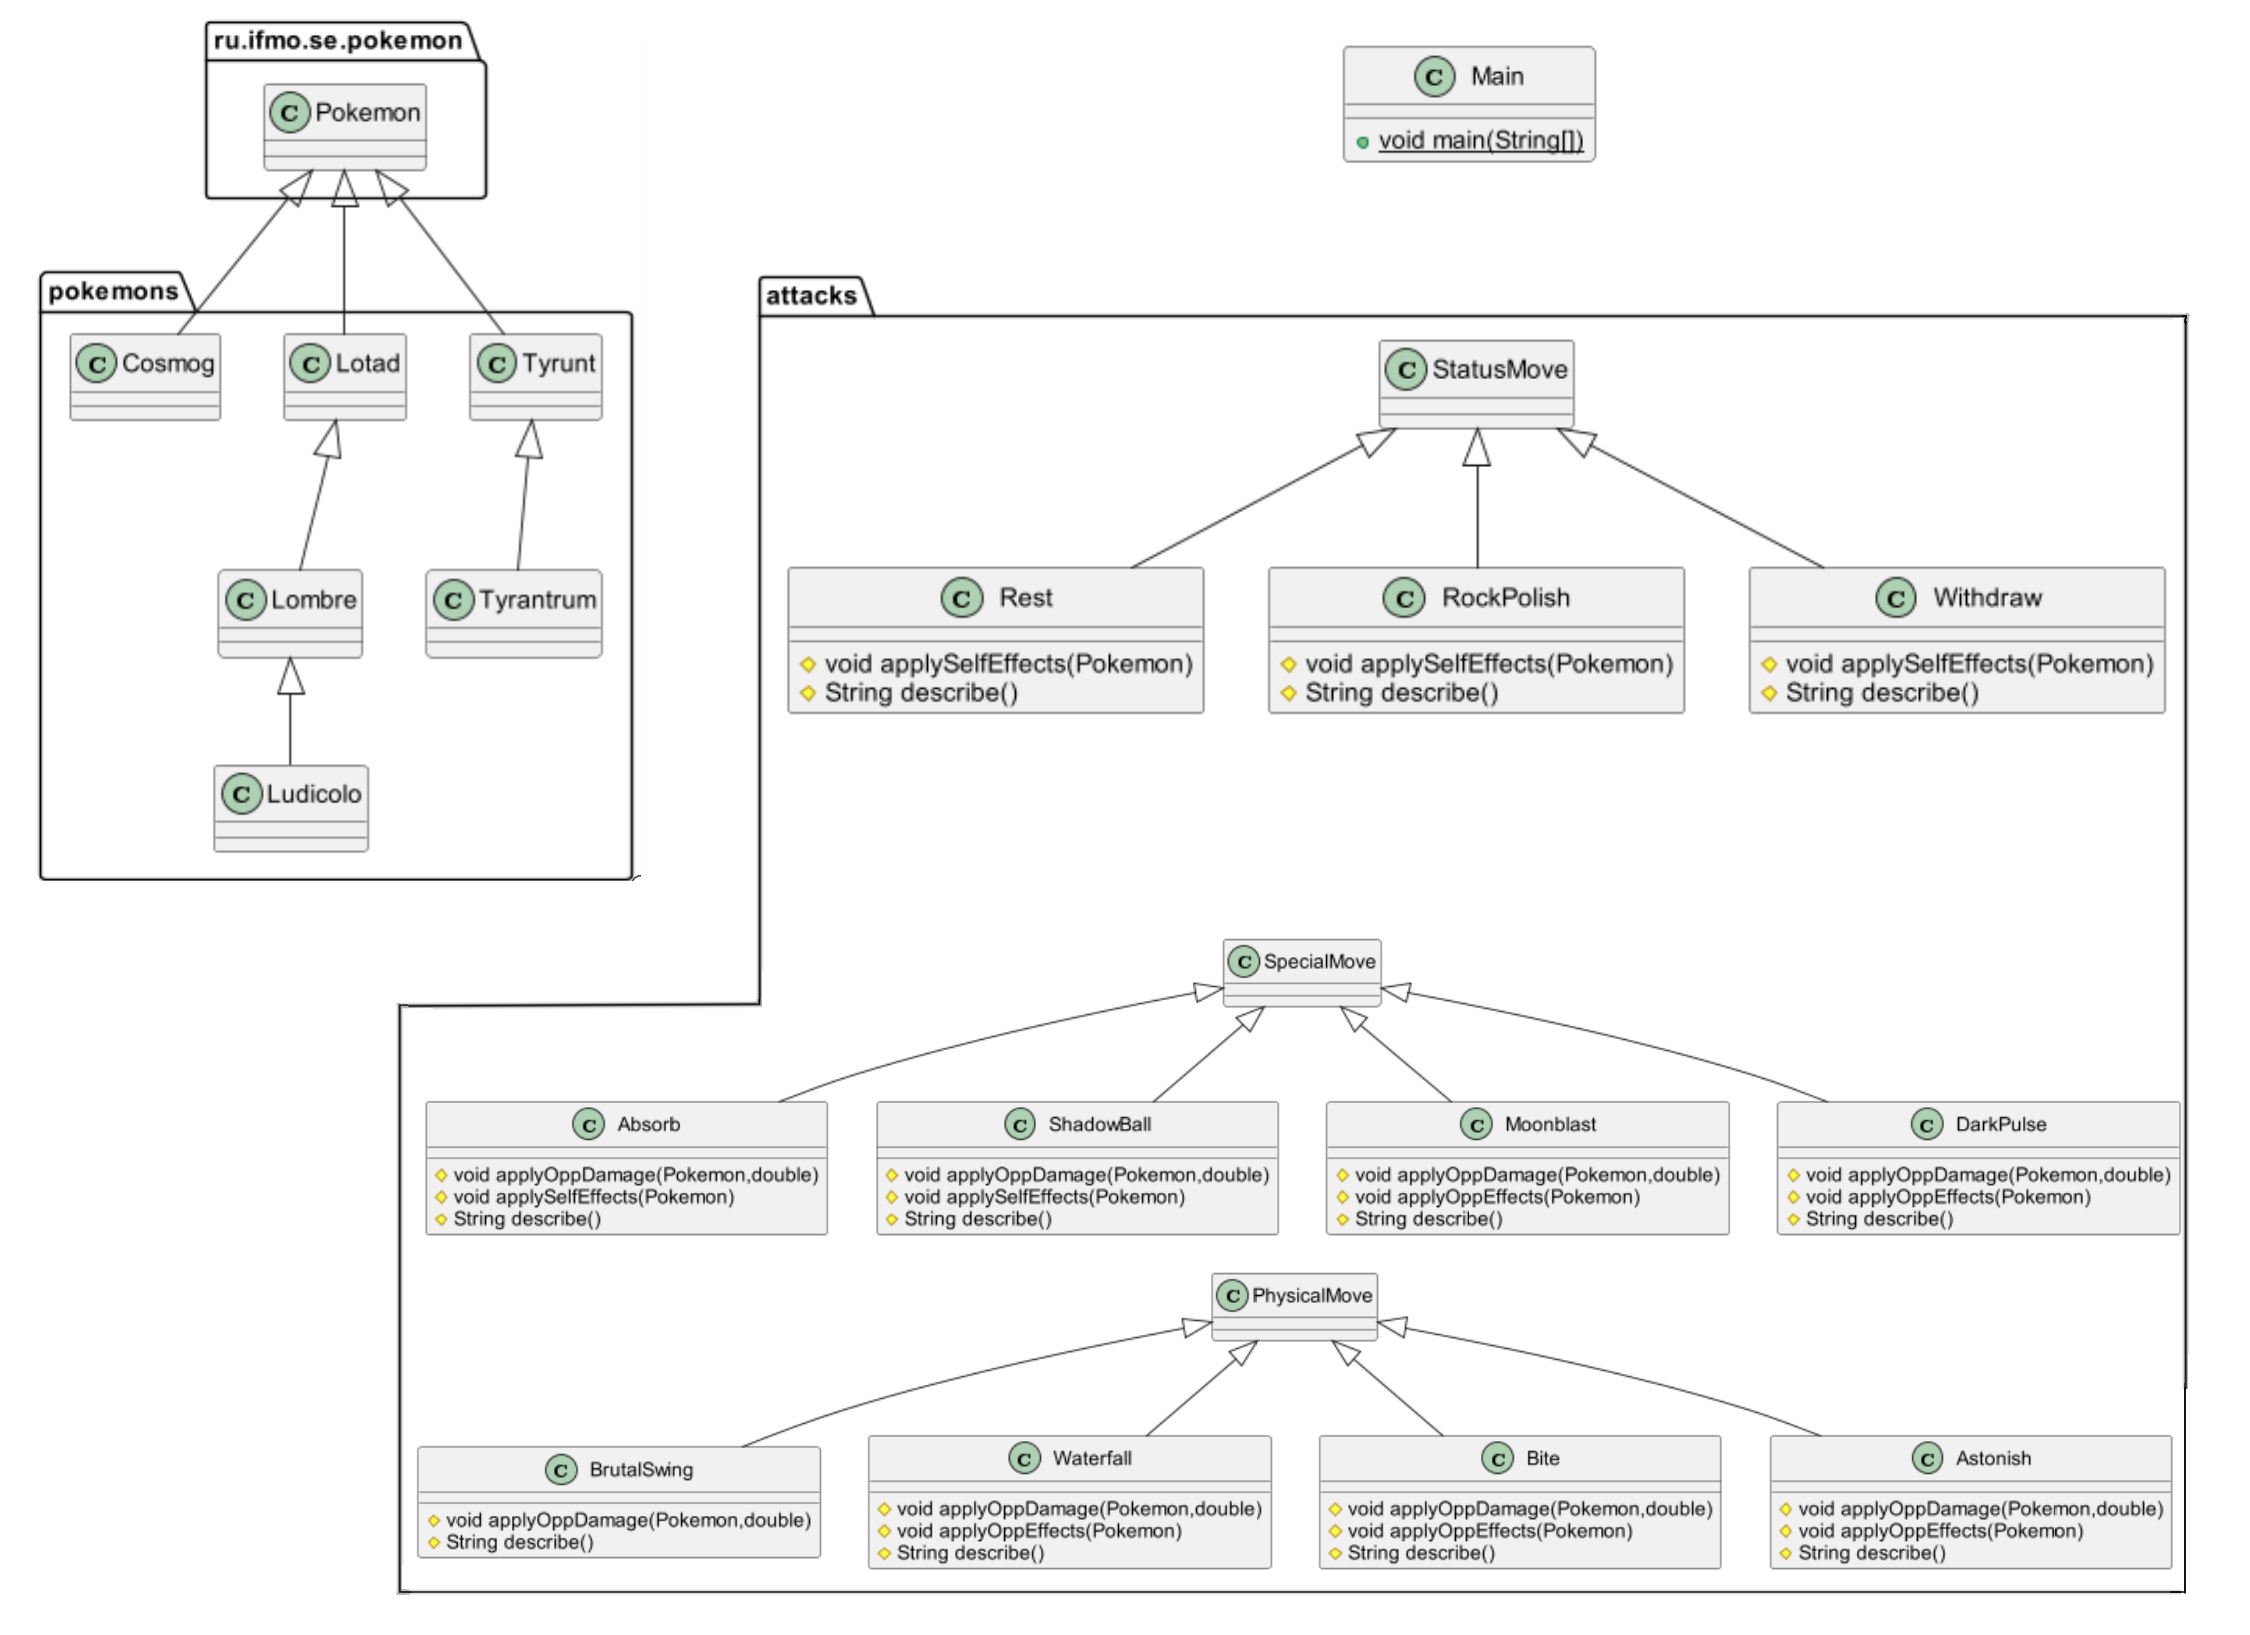 ru.ifmo.se.pokemon
C Pokemon
C Main
void main(String[])
pokemons
C Cosmog
C Lotad
C Tyrunt
C Lombre
C Tyrantrum
C Ludicolo
attacks
C StatusMove
C Rest
void applySelfEffects(Pokemon)
String describe()
C RockPolish
void applySelfEffects(Pokemon)
String describe()
C Withdraw
void applySelfEffects(Pokemon)
String describe()
C SpecialMove
C Absorb
void applyOppDamage(Pokemon,double)
void applySelfEffects(Pokemon)
String describe()
C ShadowBall
void applyOppDamage(Pokemon,double)
void applySelfEffects(Pokemon)
String describe()
C Moonblast
void applyOppDamage(Pokemon,double)
void applyOppEffects(Pokemon)
String describe()
C DarkPulse
void applyOppDamage(Pokemon,double)
void applyOppEffects(Pokemon)
String describe()
C PhysicalMove
C BrutalSwing
void applyOppDamage(Pokemon,double)
String describe()
C Waterfall
void applyOppDamage(Pokemon,double)
void applyOppEffects(Pokemon)
String describe()
C Bite
void applyOppDamage(Pokemon,double)
void applyOppEffects(Pokemon)
String describe()
C Astonish
void applyOppDamage(Pokemon,double)
void applyOppEffects(Pokemon)
String describe()